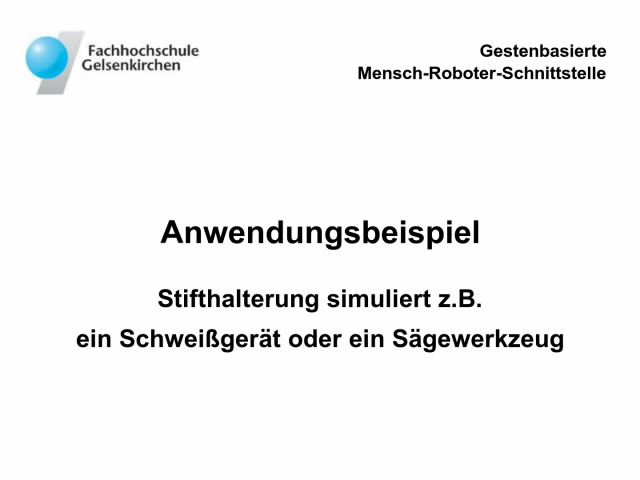 Fachhochschule
Gelsenkirchen
Gestenbasierte
Mensch-Roboter-Schnittstelle
Anwendungsbeispiel
Stifthalterung simuliert z.B.
ein Schweißgerät oder ein Sägewerkzeug